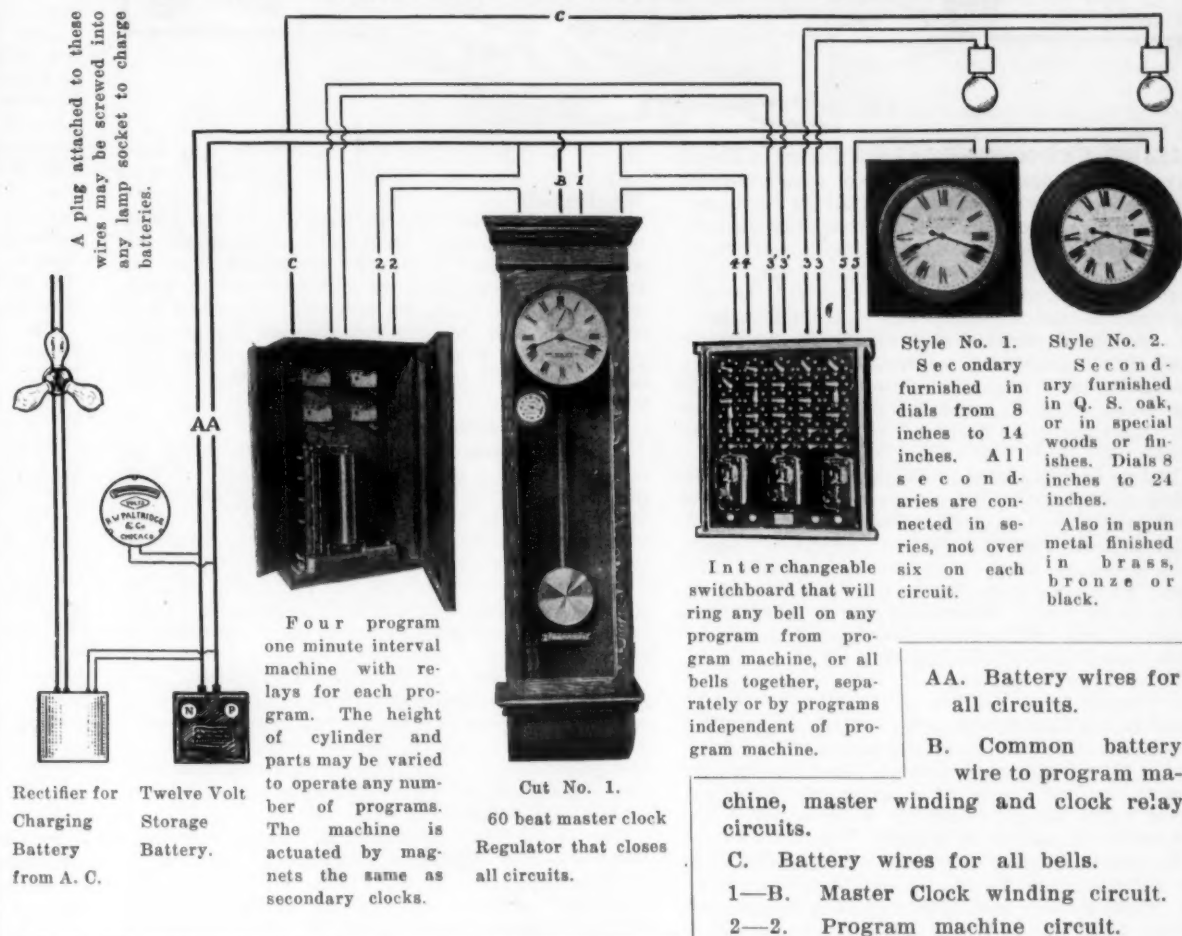 C
A plug attached to these
wires may be screwed into
any lamp socket to charge
batteries.
B 1
C
2 2
4 4
3' 3'
3 3
5 5
AA
VOLTS
R.W. PALTRIDGE
& Co
CHICAGO
N P
Rectifier for
Charging
Battery
from A. C.
Twelve Volt
Storage
Battery.
Four program
one minute interval
machine with re-
lays for each pro-
gram. The height
of cylinder and
parts may be varied
to operate any num-
ber of programs.
The machine is
actuated by mag-
nets the same as
secondary clocks.
Cut No. 1.
60 beat master clock
Regulator that closes
all circuits.
Interchangeable
switchboard that will
ring any bell on any
program from pro-
gram machine, or all
bells together, sepa-
rately or by programs
independent of pro-
gram machine.
Style No. 1.
Secondary
furnished in
dials from 8
inches to 14
inches. All
second-
aries are con-
nected in se-
ries, not over
six on each
circuit.
Style No. 2.
Second-
ary furnished
in Q. S. oak,
or in special
woods or fin-
ishes. Dials 8
inches to 24
inches.
Also in spun
metal finished
in brass,
bronze or
black.
AA. Battery wires for
all circuits.
B. Common battery
wire to program ma-
chine, master winding and clock relay
circuits.
C. Battery wires for all bells.
1—B. Master Clock winding circuit.
2—2. Program machine circuit.